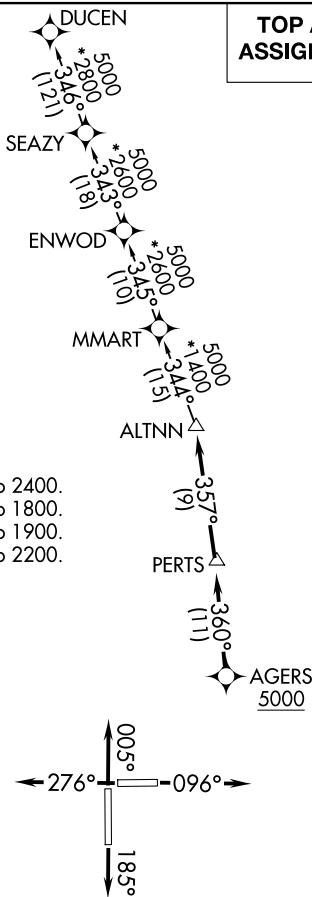 DUCEN
TOP A
ASSIG
5000
*2800
346°
(121)
SEAZY
5000
*2600
343°
(18)
ENWOD
5000
*2600
345°
(10)
MMART
5000
*1400
344°
(15)
ALTNN
o 2400.
o 1800.
o 1900.
o 2200.
357°
(9)
PERTS
360°
(11)
AGERS
5000
005°
276°
096°
185°